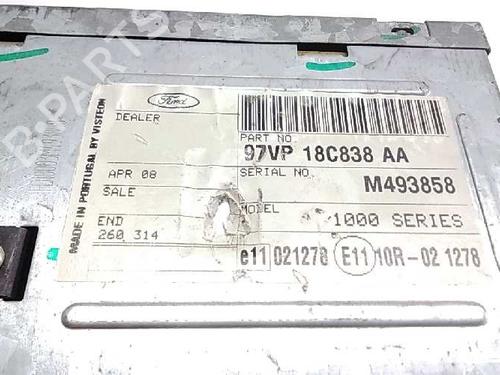 Ford
DEALER
PART NO.
97VP 18C838 AA
SERIAL NO.
M493858
APR 08
SALE
MODEL
1000 SERIES
END
260 314
e11 021278 E11 10R-02 1278
MADE IN PORTUGAL BY VISTEON
B-PARTS